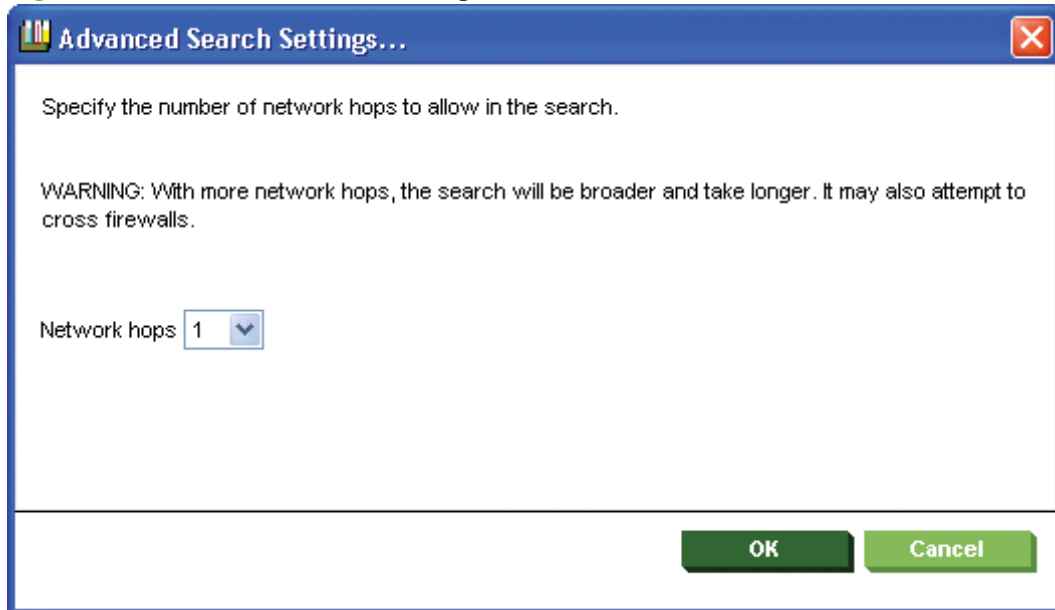 Advanced Search Settings...
Specify the number of network hops to allow in the search.
WARNING: With more network hops, the search will be broader and take longer. It may also attempt to
cross firewalls.
Network hops 1
OK Cancel